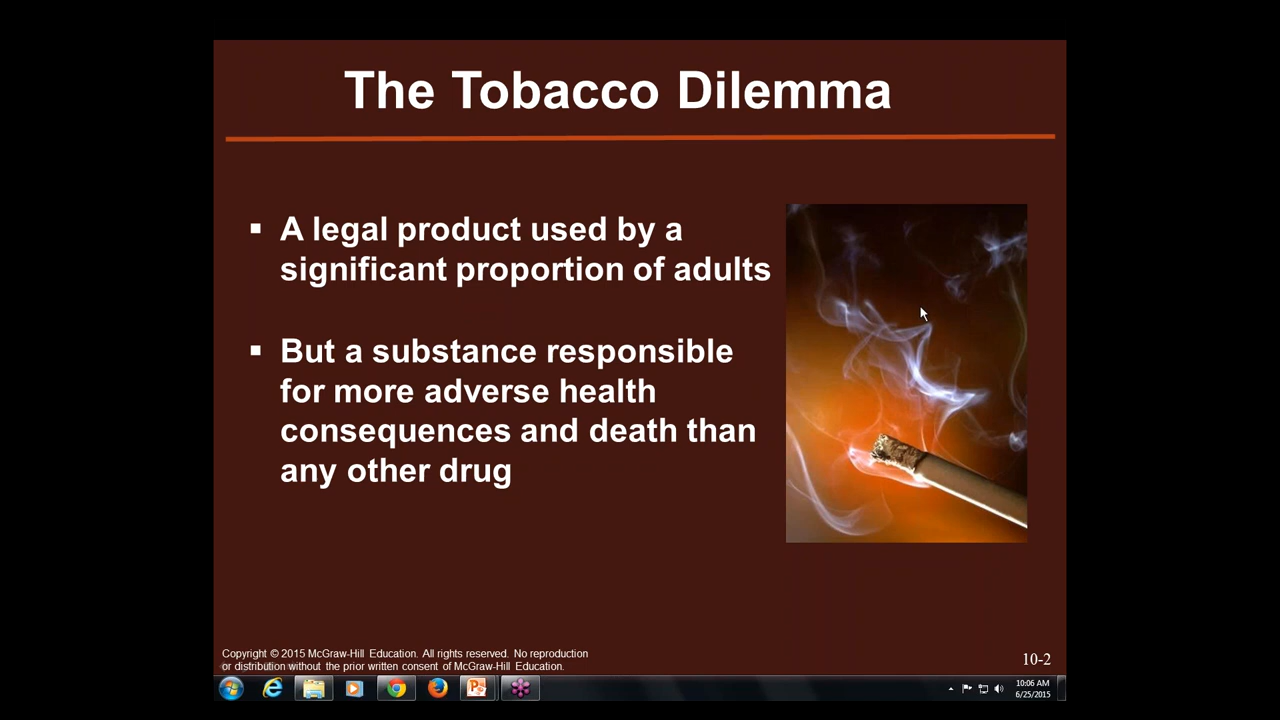 The Tobacco Dilemma
▪ A legal product used by a
significant proportion of adults
▪ But a substance responsible
for more adverse health
consequences and death than
any other drug
Copyright © 2015 McGraw-Hill Education. All rights reserved. No reproduction
or distribution without the prior written consent of McGraw-Hill Education.
10-2
10:06 AM
6/25/2015